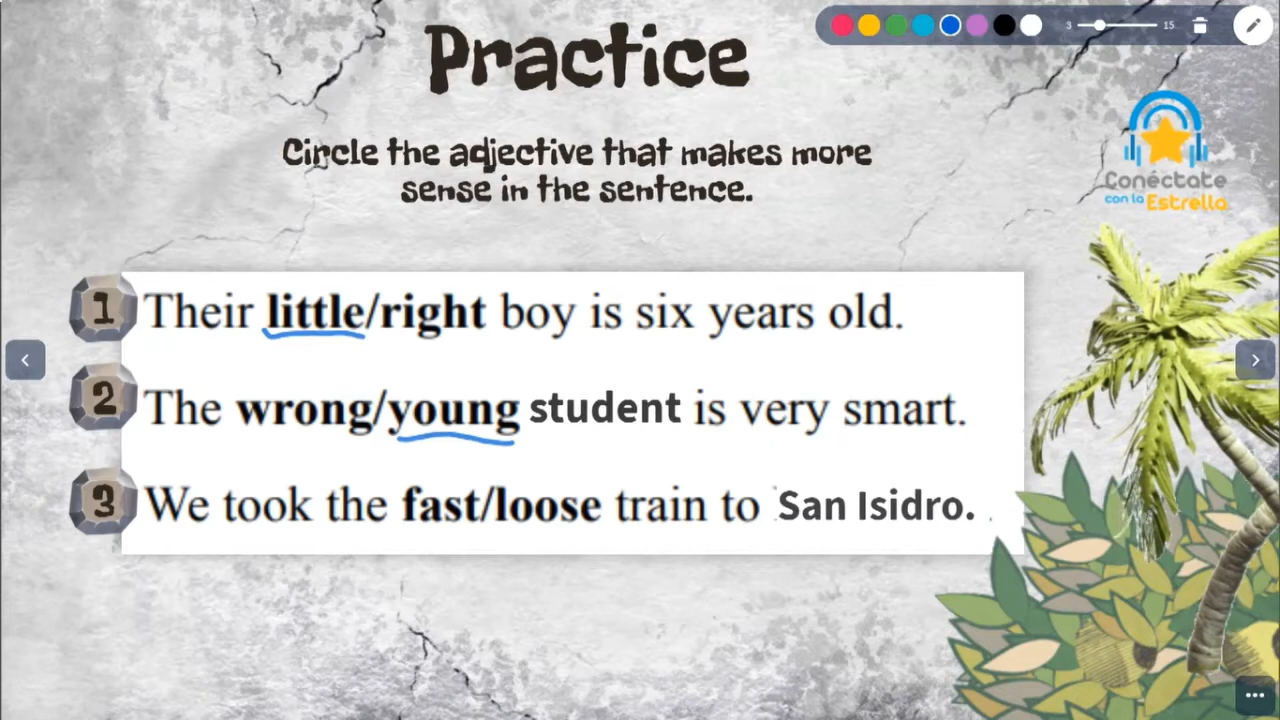 Practice
3
15
Circle the adjective that makes more
sense in the sentence.
Conéctate
con la Estrella
1 Their little/right boy is six years old.
2 The wrong/young student is very smart.
3 We took the fast/loose train to San Isidro.